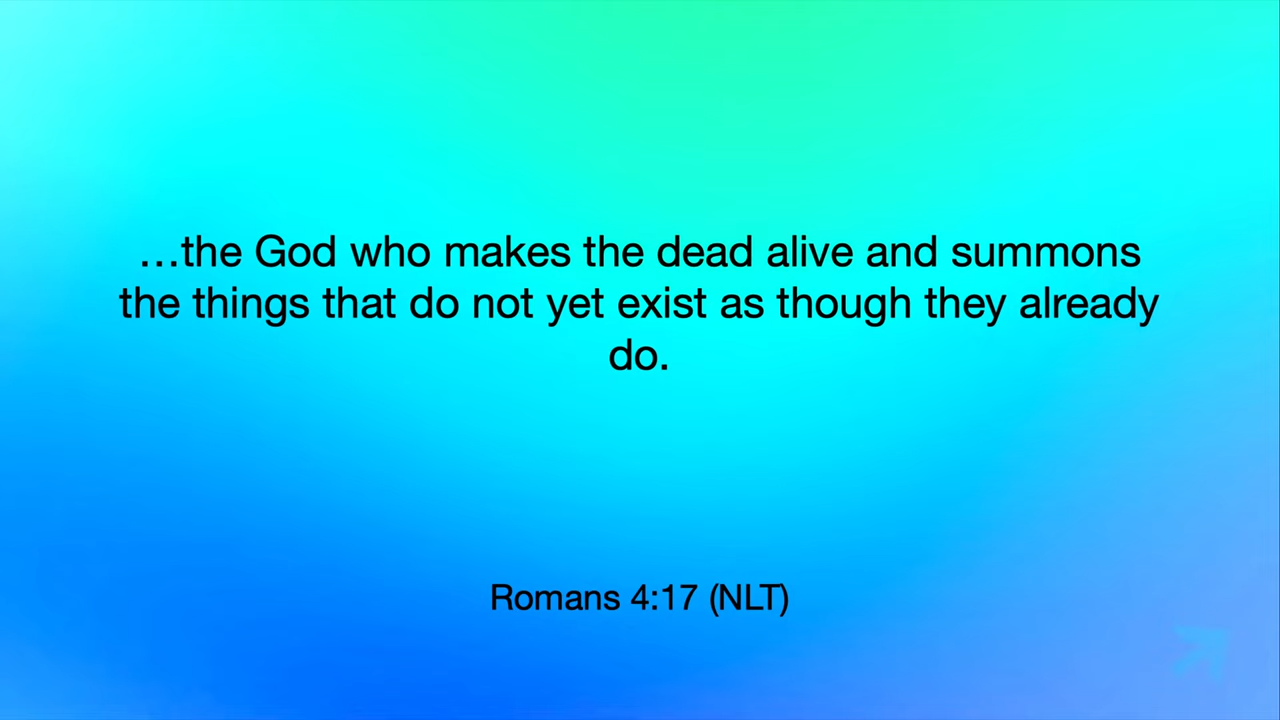 …the God who makes the dead alive and summons
the things that do not yet exist as though they already
do.
Romans 4:17 (NLT)